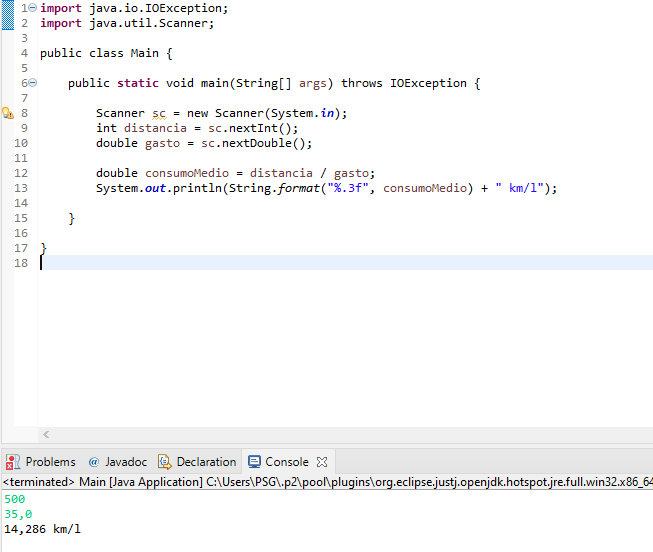 1 import java.io.IOException;
2 import java.util.Scanner;
3
4 public class Main {
5
6 public static void main(String[] args) throws IOException {
7
8 Scanner sc = new Scanner(System.in);
9 int distancia = sc.nextInt();
10 double gasto = sc.nextDouble();
11
12 double consumoMedio = distancia / gasto;
13 System.out.println(String.format("%.3f", consumoMedio) + " km/l");
14
15 }
16
17 }
18
Problems @ Javadoc Declaration Console
<terminated> Main [Java Application] C:\Users\PSG\.p2\pool\plugins\org.eclipse.justj.openjdk.hotspot.jre.full.win32.x86_64
500
35,0
14,286 km/l